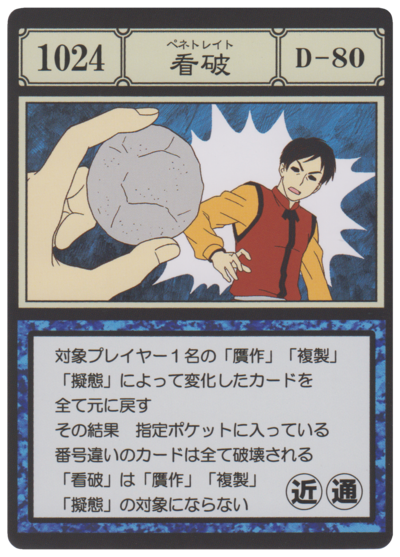 1024
ペネトレイト
看破
D-80
対象プレイヤー1名の「贋作」「複製」
「擬態」によって変化したカードを
全て元に戻す
その結果　指定ポケットに入っている
番号違いのカードは全て破壊される
「看破」は「贋作」「複製」
「擬態」の対象にならない
近 通